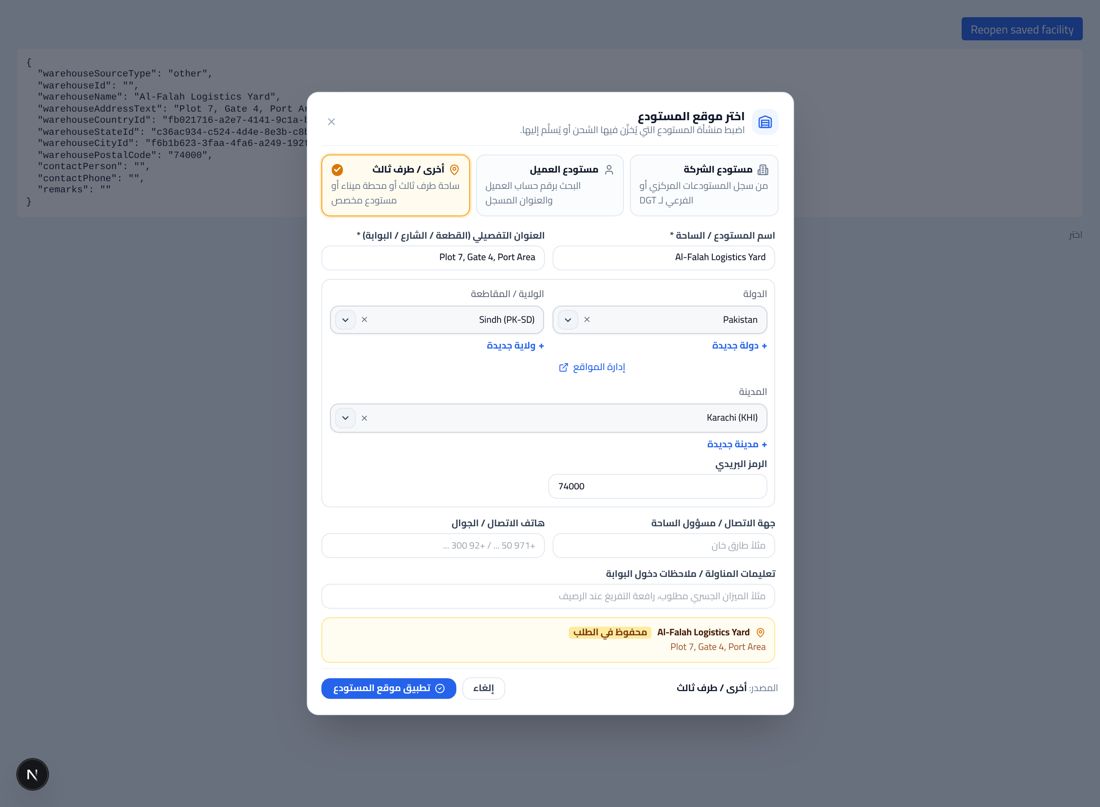 Reopen saved facility
{
"warehouseSourceType": "other",
"warehouseId": "",
"warehouseName": "Al-Falah Logistics Yard",
"warehouseAddressText": "Plot 7, Gate 4, Port
"warehouseCountryId": "fb021716-a2e7-4141-9c1a-
"warehouseStateId": "c36ac934-c524-4d4e-8e3b-
"warehouseCityId": "f6b1b623-3faa-4fa6-a249-
"warehousePostalCode": "74000",
"contactPerson": "",
"contactPhone": "",
"remarks": ""
}
اختر
اختر موقع المستودع
اضبط منشأة المستودع التي يُخزَّن فيها الشحن أو يُسلَّم إليها.
مستودع الشركة
من سجل المستودعات المركزي أو
الفرعي لـ DGT
مستودع العميل
البحث برقم حساب العميل
والعنوان المسجل
أخرى / طرف ثالث
ساحة طرف ثالث أو محطة ميناء أو
مستودع مخصص
اسم المستودع / الساحة *
العنوان التفصيلي (القطعة / الشارع / البوابة) *
Al-Falah Logistics Yard
Plot 7, Gate 4, Port Area
الدولة
الولاية / المقاطعة
Pakistan
Sindh (PK-SD)
+ دولة جديدة
+ ولاية جديدة
إدارة المواقع
المدينة
Karachi (KHI)
+ مدينة جديدة
الرمز البريدي
74000
جهة الاتصال / مسؤول الساحة
هاتف الاتصال / الجوال
مثلاً طارق خان
+971 50 ... / +92 300 ...
تعليمات المناولة / ملاحظات دخول البوابة
مثلاً الميزان الجسري مطلوب، رافعة التفريغ عند الرصيف
Al-Falah Logistics Yard محفوظ في الطلب
Plot 7, Gate 4, Port Area
المصدر: أخرى / طرف ثالث
إلغاء
تطبيق موقع المستودع
N